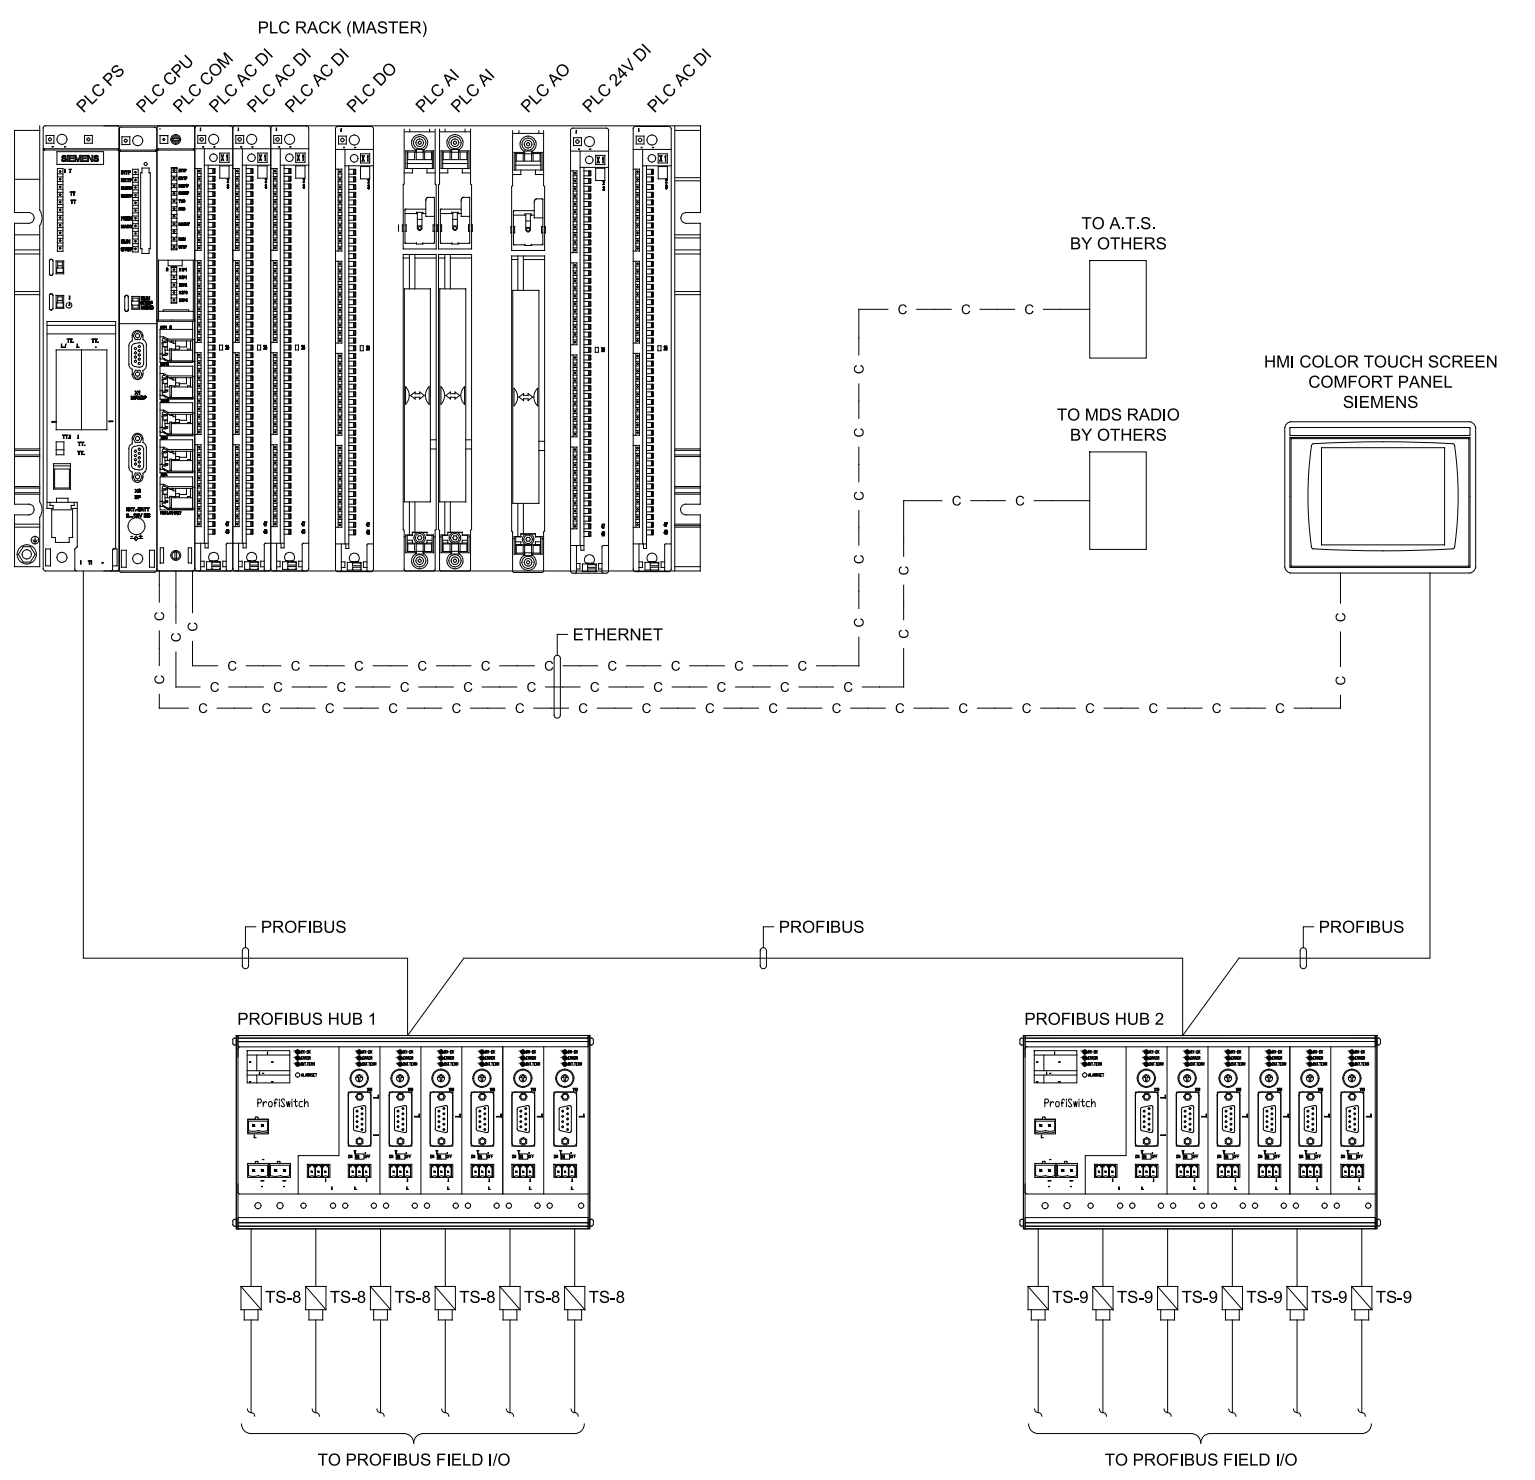 PLC RACK (MASTER)
PLC PS
PLC CPU
PLC COM
PLC AC DI
PLC AC DI
PLC AC DI
PLC DO
PLC AI
PLC AI
PLC AO
PLC 24V DI
PLC AC DI
SIEMENS
TO A.T.S.
BY OTHERS
C C C
TO MDS RADIO
BY OTHERS
C C
HMI COLOR TOUCH SCREEN
COMFORT PANEL
SIEMENS
ETHERNET
C C C C C C C C C C
C C C C C C C C C C C
C C C C C C C C C C C C C C C C C C
PROFIBUS
PROFIBUS
PROFIBUS
PROFIBUS HUB 1
PROFIBUS HUB 2
ProfiSwitch
ProfiSwitch
TS-8 TS-8 TS-8 TS-8 TS-8 TS-8
TS-9 TS-9 TS-9 TS-9 TS-9 TS-9
TO PROFIBUS FIELD I/O
TO PROFIBUS FIELD I/O